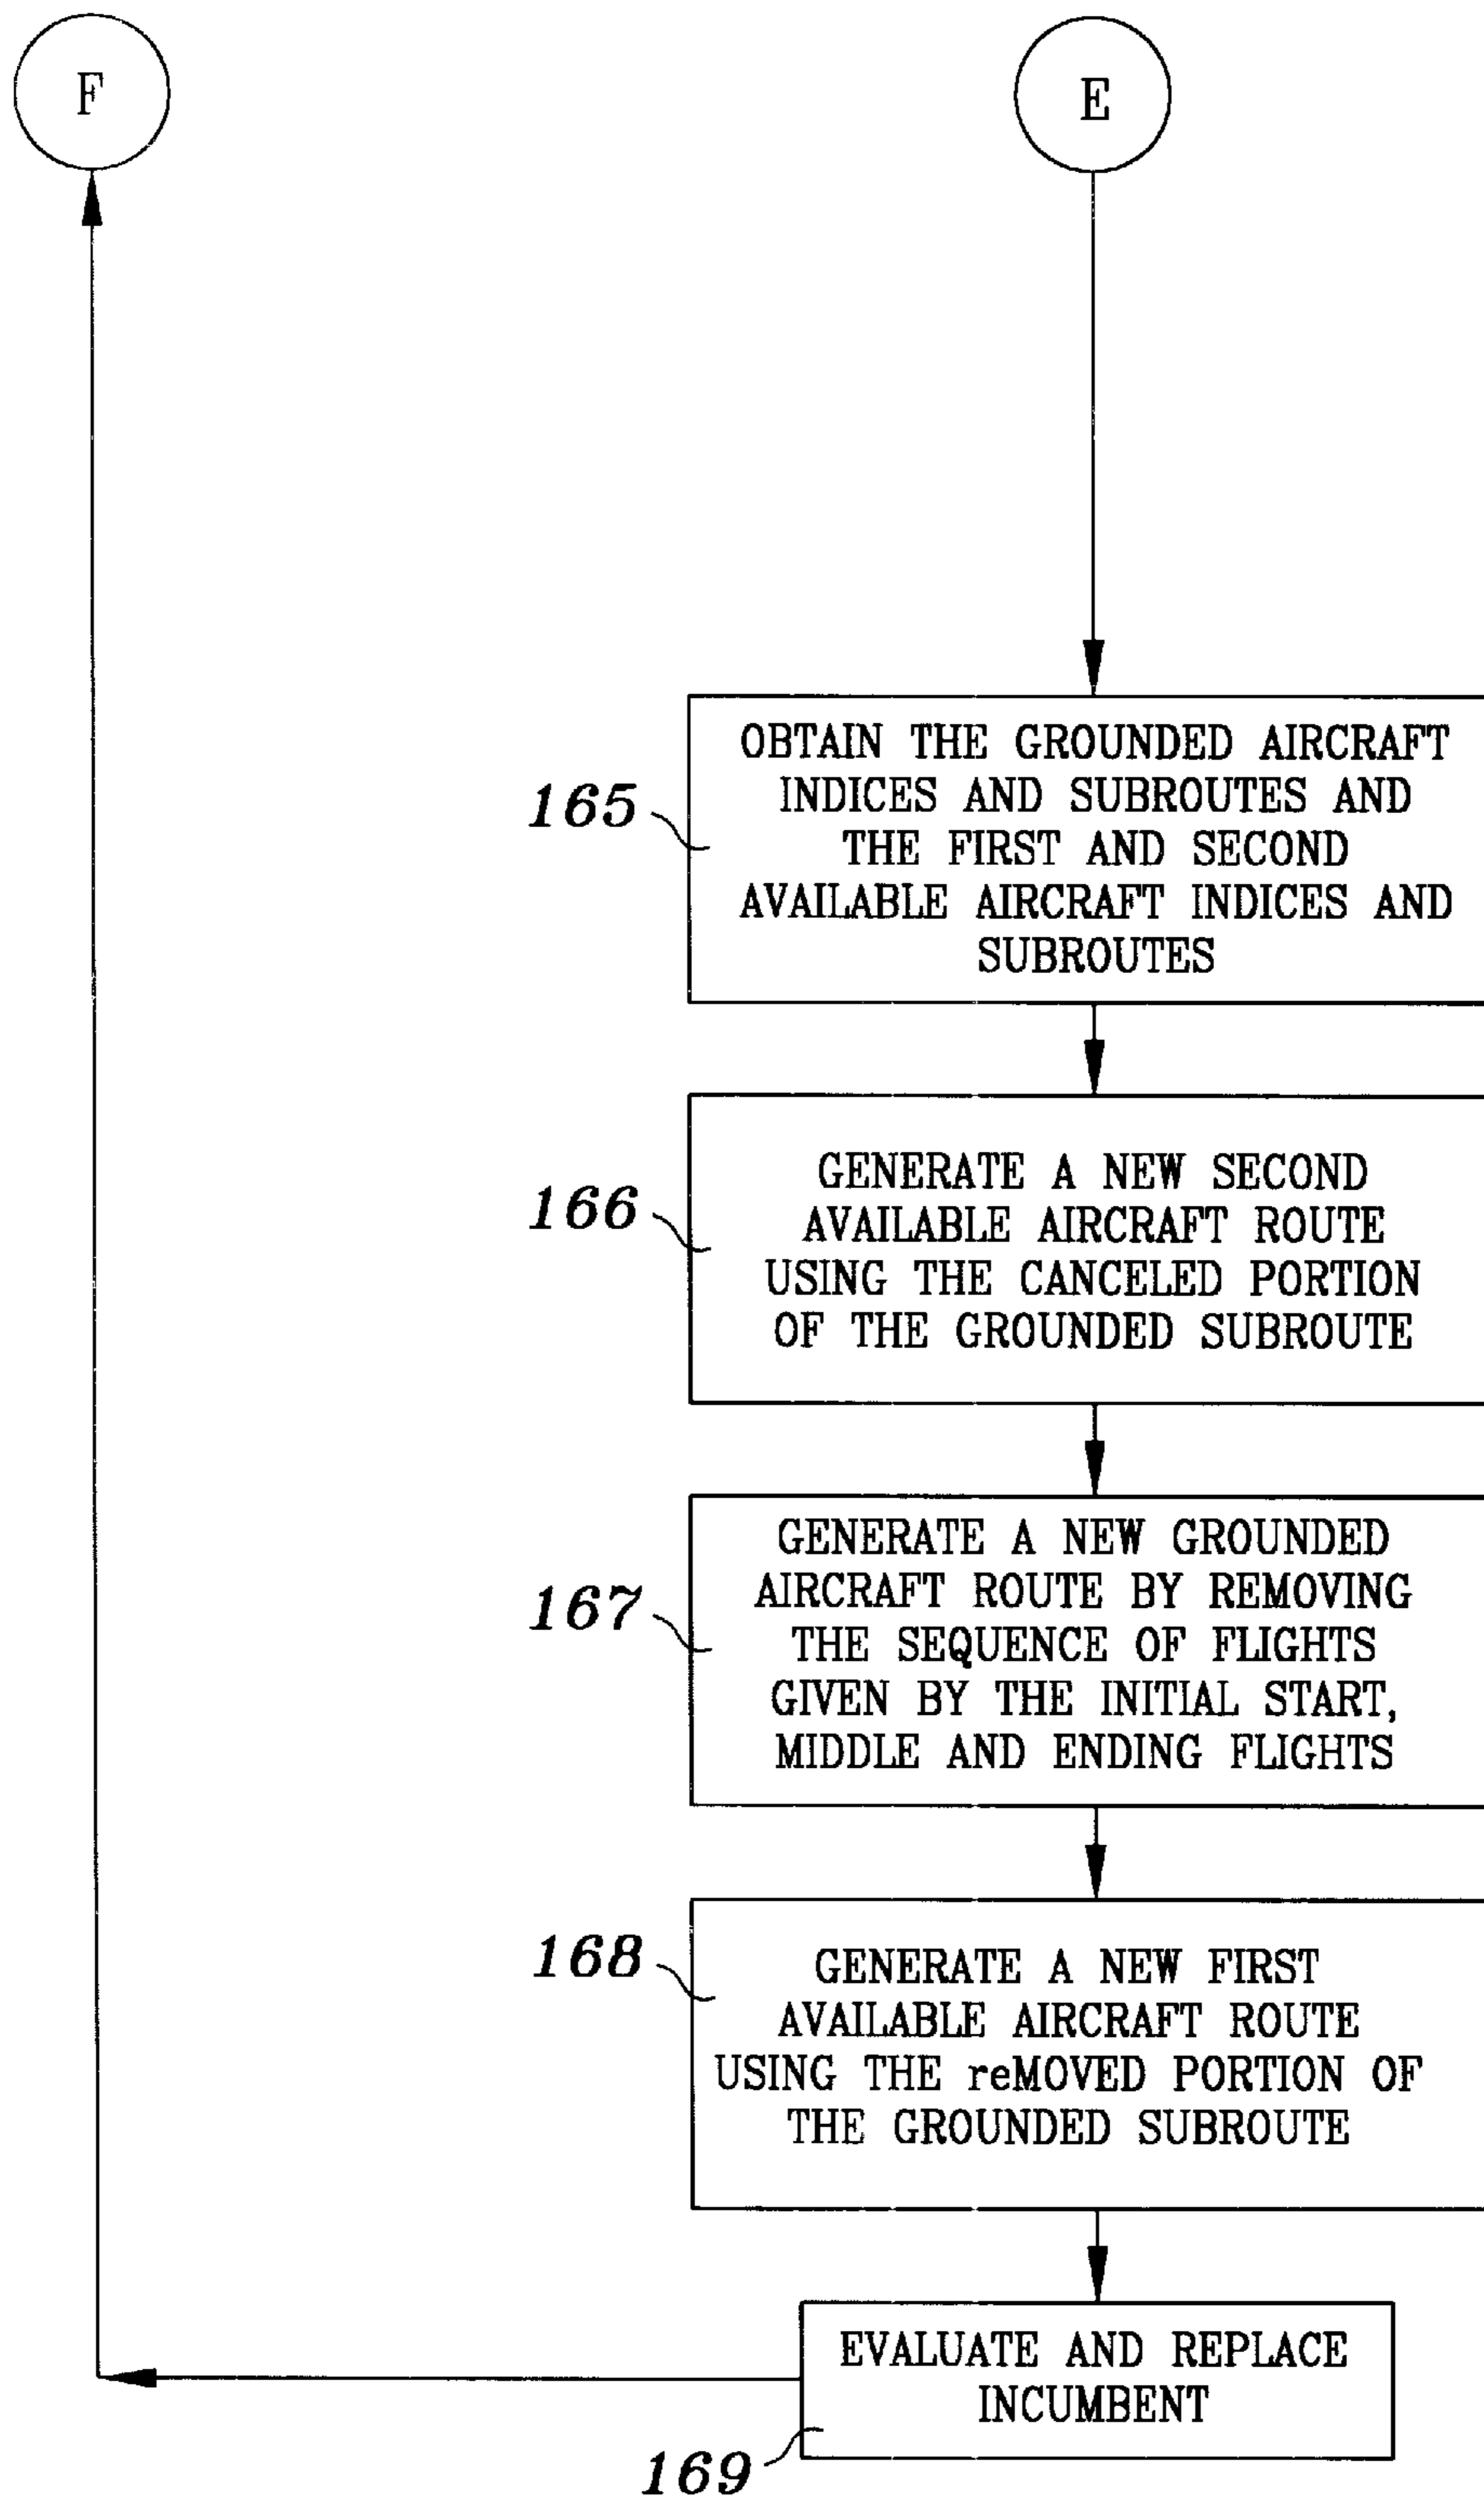 F
E
165
OBTAIN THE GROUNDED AIRCRAFT
INDICES AND SUBROUTES AND
THE FIRST AND SECOND
AVAILABLE AIRCRAFT INDICES AND
SUBROUTES
166
GENERATE A NEW SECOND
AVAILABLE AIRCRAFT ROUTE
USING THE CANCELED PORTION
OF THE GROUNDED SUBROUTE
167
GENERATE A NEW GROUNDED
AIRCRAFT ROUTE BY REMOVING
THE SEQUENCE OF FLIGHTS
GIVEN BY THE INITIAL START,
MIDDLE AND ENDING FLIGHTS
168
GENERATE A NEW FIRST
AVAILABLE AIRCRAFT ROUTE
USING THE reMOVED PORTION OF
THE GROUNDED SUBROUTE
EVALUATE AND REPLACE
INCUMBENT
169